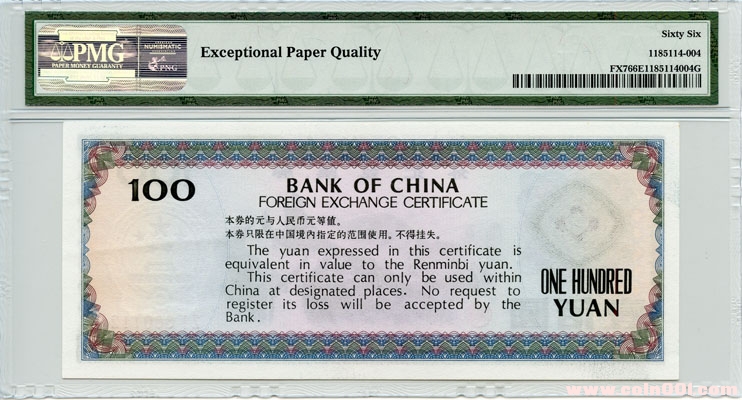 PMG
PAPER MONEY GUARANTY
NUMISMATIC
PNG
Exceptional Paper Quality
Sixty Six
1185114-004
FX766E1185114004G
100
BANK OF CHINA
FOREIGN EXCHANGE CERTIFICATE
本券的元与人民币元等值。
本券只限在中国境内指定的范围使用。不得挂失。
The yuan expressed in this certificate is
equivalent in value to the Renminbi yuan.
This certificate can only be used within
China at designated places. No request to
register its loss will be accepted by the
Bank.
ONE HUNDRED
YUAN
www.coin001.com